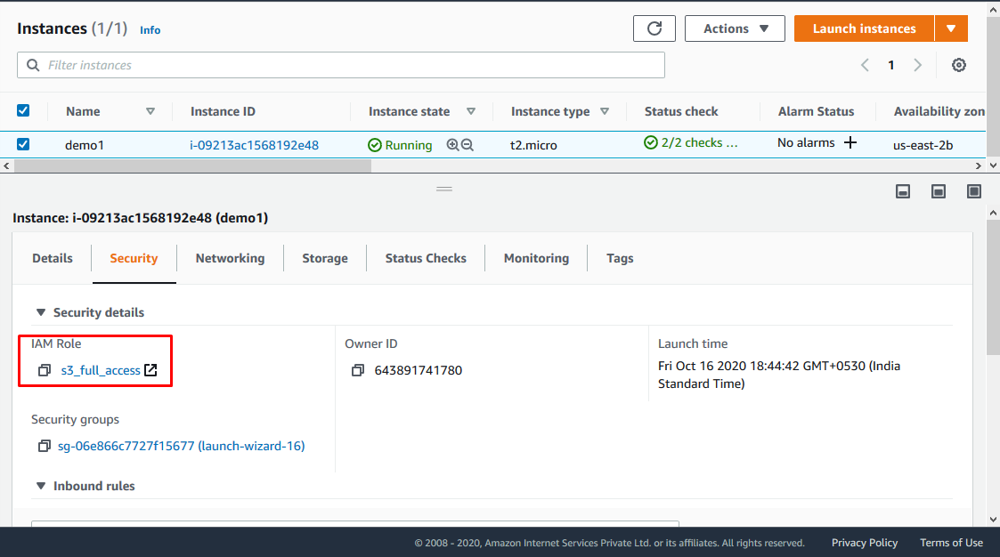 Instances (1/1) Info
Actions
Launch instances
Filter instances
1
Name Instance ID Instance state Instance type Status check Alarm Status Availability zon
demo1 i-09213ac1568192e48 Running t2.micro 2/2 checks ... No alarms us-east-2b
Instance: i-09213ac1568192e48 (demo1)
Details Security Networking Storage Status Checks Monitoring Tags
Security details
IAM Role
s3_full_access
Owner ID
643891741780
Launch time
Fri Oct 16 2020 18:44:42 GMT+0530 (India
Standard Time)
Security groups
sg-06e866c7727f15677 (launch-wizard-16)
Inbound rules
© 2008 - 2020, Amazon Internet Services Private Ltd. or its affiliates. All rights reserved. Privacy Policy Terms of Use